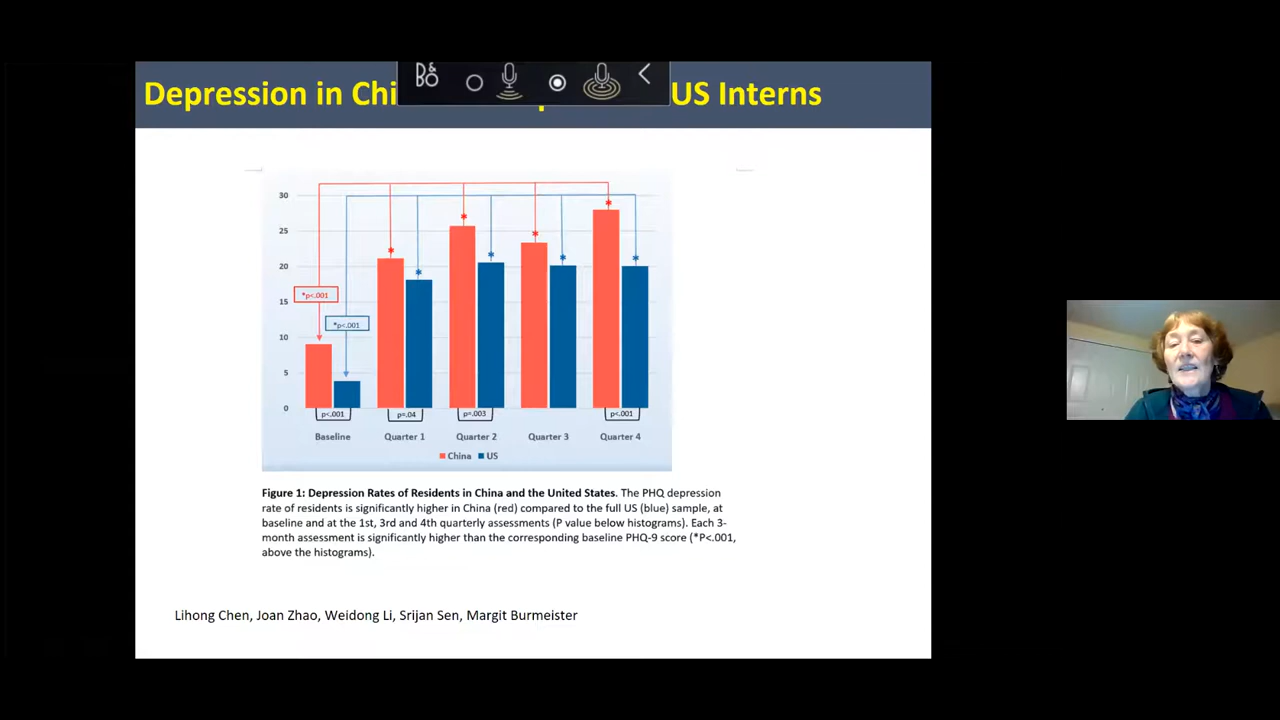 Depression in Chi
US Interns
B&O
30
25
20
15
10
5
0
*p<.001
*p<.001
*
*
*
*
*
*
*
*
p<.001
p=.04
p=.003
p<.001
Baseline
Quarter 1
Quarter 2
Quarter 3
Quarter 4
China
US
Figure 1: Depression Rates of Residents in China and the United States. The PHQ depression
rate of residents is significantly higher in China (red) compared to the full US (blue) sample, at
baseline and at the 1st, 3rd and 4th quarterly assessments (P value below histograms). Each 3-
month assessment is significantly higher than the corresponding baseline PHQ-9 score (*P<.001,
above the histograms).
Lihong Chen, Joan Zhao, Weidong Li, Srijan Sen, Margit Burmeister